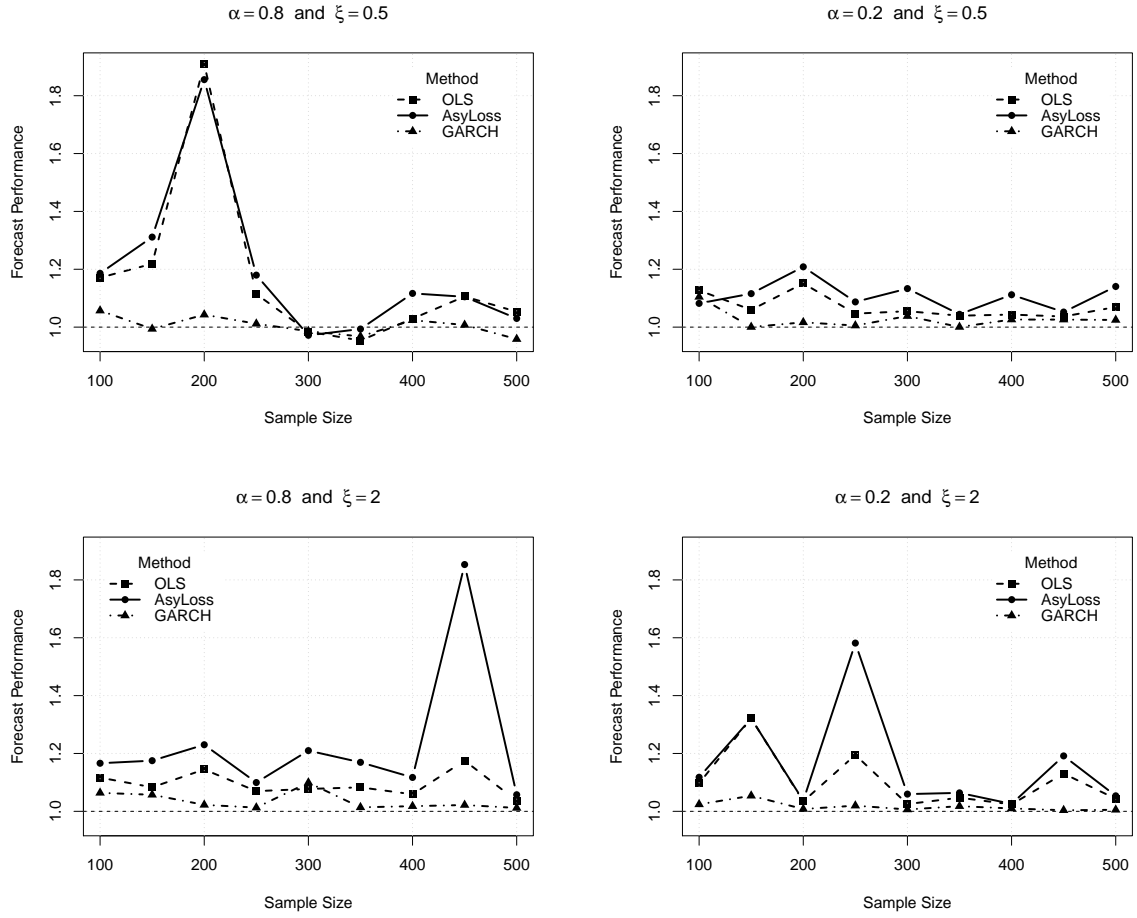 α = 0.8 and ξ = 0.5
Forecast Performance
1.0 1.2 1.4 1.6 1.8
Method
OLS
AsyLoss
GARCH
100 200 300 400 500
Sample Size
α = 0.2 and ξ = 0.5
Forecast Performance
1.0 1.2 1.4 1.6 1.8
Method
OLS
AsyLoss
GARCH
100 200 300 400 500
Sample Size
α = 0.8 and ξ = 2
Forecast Performance
1.0 1.2 1.4 1.6 1.8
Method
OLS
AsyLoss
GARCH
100 200 300 400 500
Sample Size
α = 0.2 and ξ = 2
Forecast Performance
1.0 1.2 1.4 1.6 1.8
Method
OLS
AsyLoss
GARCH
100 200 300 400 500
Sample Size